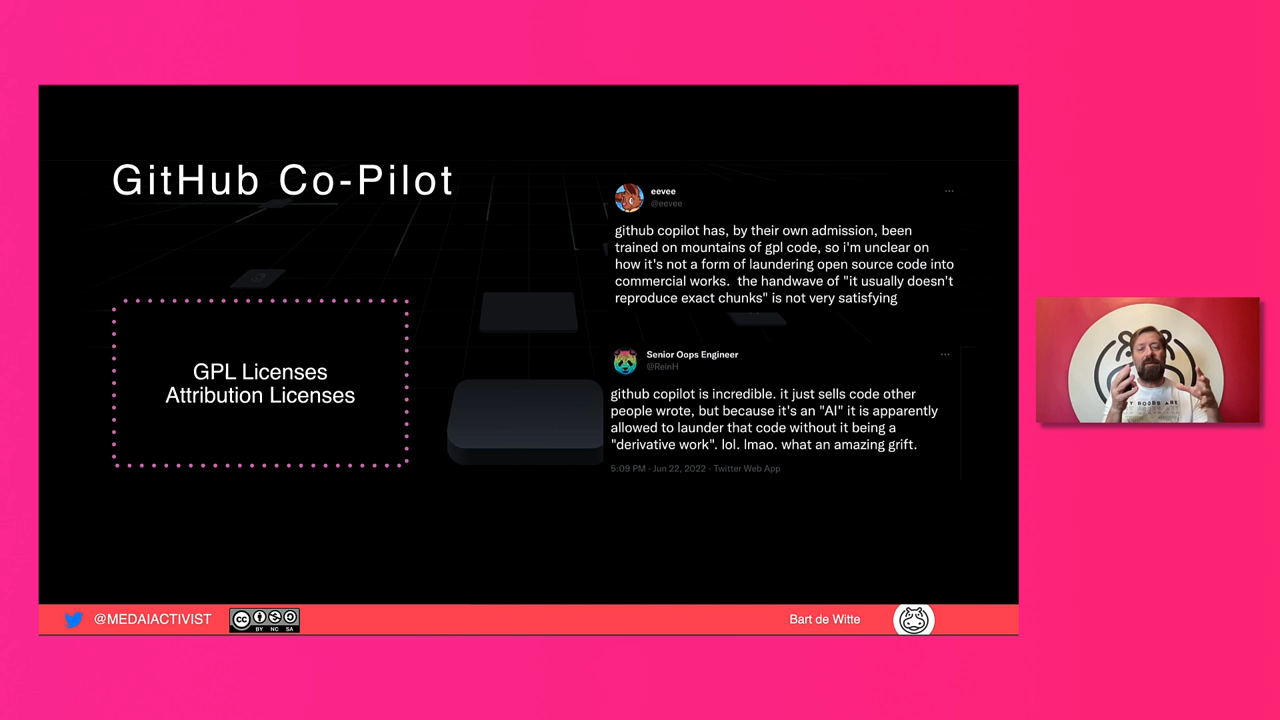 GitHub Co-Pilot
GPL Licenses
Attribution Licenses
eevee
@eevee
github copilot has, by their own admission, been
trained on mountains of gpl code, so i'm unclear on
how it's not a form of laundering open source code into
commercial works. the handwave of "it usually doesn't
reproduce exact chunks" is not very satisfying
Senior Oops Engineer
@ReinH
github copilot is incredible. it just sells code other
people wrote, but because it's an "AI" it is apparently
allowed to launder that code without it being a
"derivative work". lol. lmao. what an amazing grift.
5:09 PM · Jun 22, 2022 · Twitter Web App
@MEDAIACTIVIST
cc
BY NC SA
Bart de Witte